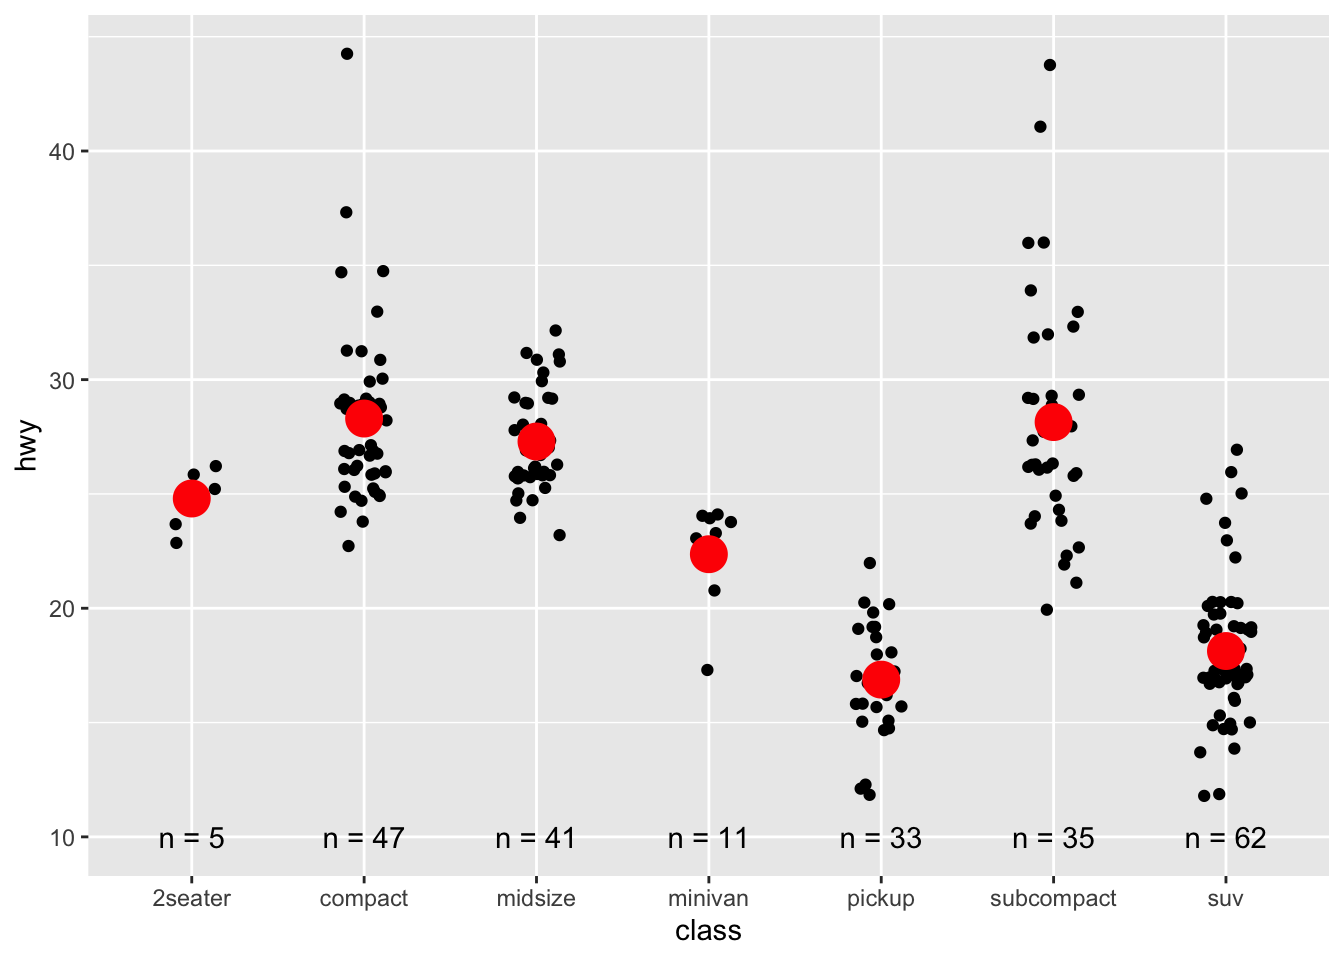 hwy
40
30
20
10
n = 5 n = 47 n = 41 n = 11 n = 33 n = 35 n = 62
2seater compact midsize minivan pickup subcompact suv
class